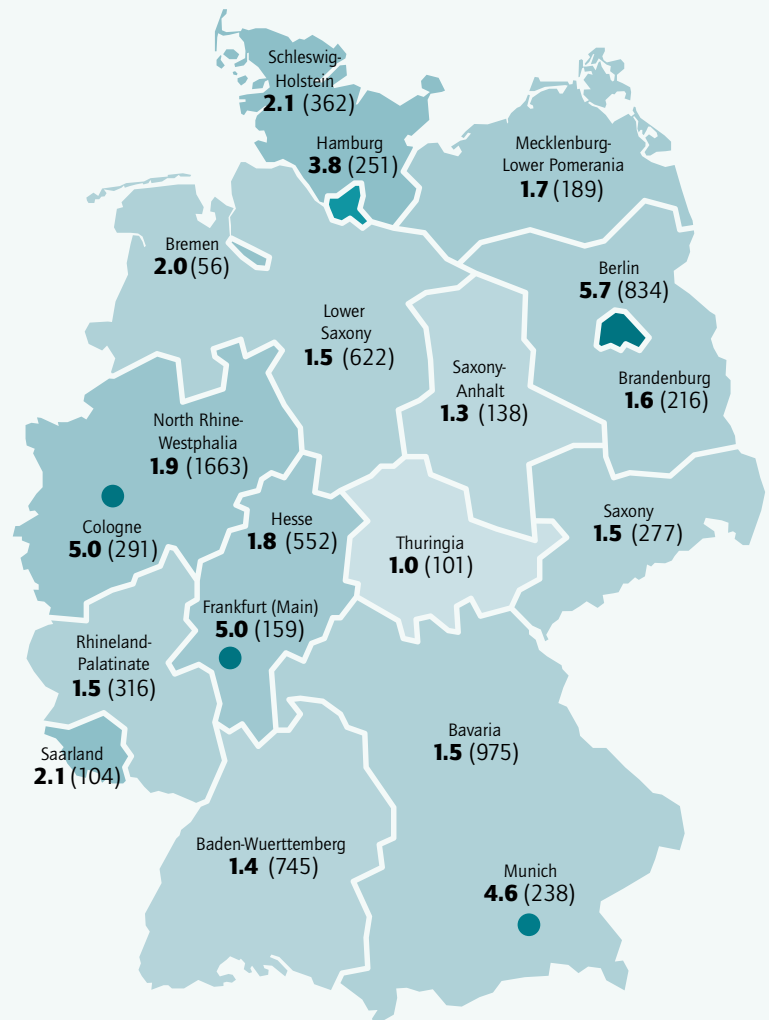 Schleswig-
Holstein
2.1 (362)
Hamburg
3.8 (251)
Mecklenburg-
Lower Pomerania
1.7 (189)
Bremen
2.0 (56)
Berlin
5.7 (834)
Lower
Saxony
1.5 (622)
Saxony-
Anhalt
1.3 (138)
Brandenburg
1.6 (216)
North Rhine-
Westphalia
1.9 (1663)
Cologne
5.0 (291)
Hesse
1.8 (552)
Thuringia
1.0 (101)
Saxony
1.5 (277)
Frankfurt (Main)
5.0 (159)
Rhineland-
Palatinate
1.5 (316)
Saarland
2.1 (104)
Bavaria
1.5 (975)
Baden-Wuerttemberg
1.4 (745)
Munich
4.6 (238)